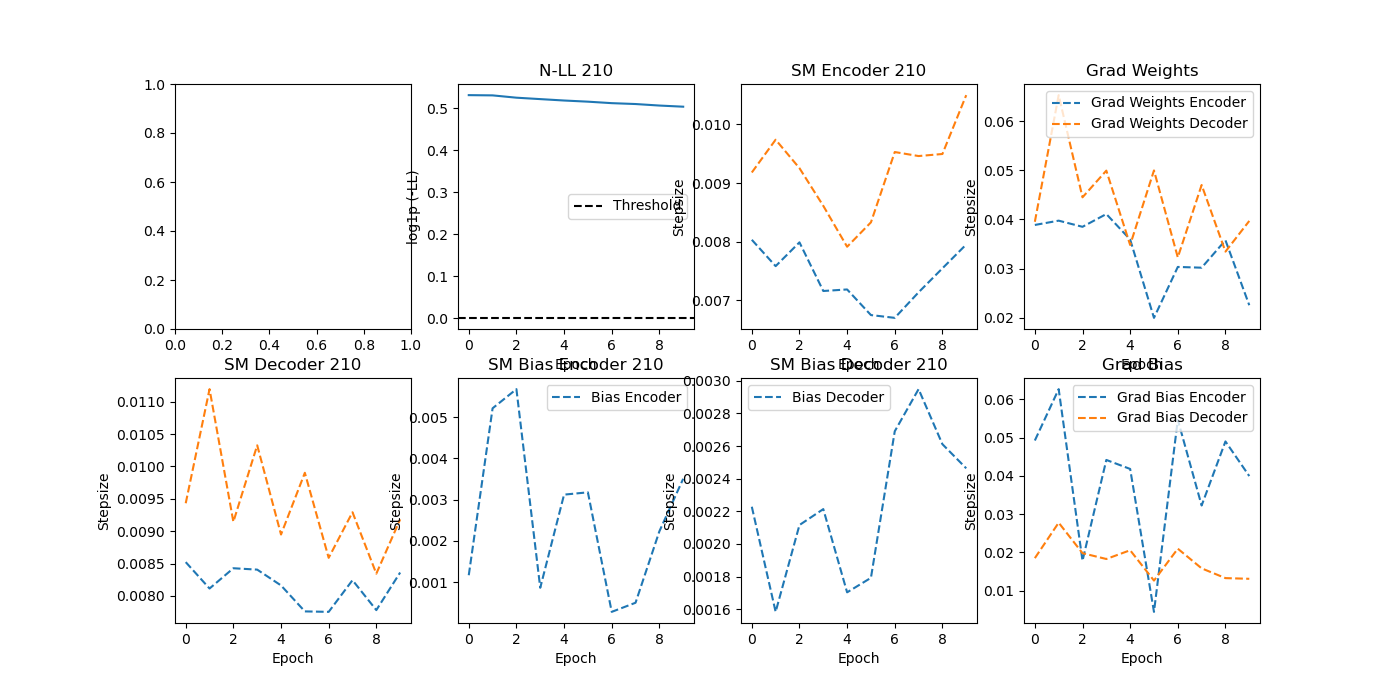 1.0
0.8
0.6
0.4
0.2
0.0
0.0 0.2 0.4 0.6 0.8 1.0
N-LL 210
log1p (-LL)
0.5
0.4
0.3
0.2
0.1
0.0
Threshold
0 2 4 6 8
Epoch
SM Encoder 210
Stepsize
0.010
0.009
0.008
0.007
0 2 4 6 8
Epoch
Grad Weights
Stepsize
0.06
0.05
0.04
0.03
0.02
Grad Weights Encoder
Grad Weights Decoder
0 2 4 6 8
Epoch
SM Decoder 210
Stepsize
0.0110
0.0105
0.0100
0.0095
0.0090
0.0085
0.0080
0 2 4 6 8
Epoch
SM Bias Encoder 210
Stepsize
0.005
0.004
0.003
0.002
0.001
Bias Encoder
0 2 4 6 8
Epoch
SM Bias Decoder 210
Stepsize
0.0030
0.0028
0.0026
0.0024
0.0022
0.0020
0.0018
0.0016
Bias Decoder
0 2 4 6 8
Epoch
Grad Bias
Stepsize
0.06
0.05
0.04
0.03
0.02
0.01
Grad Bias Encoder
Grad Bias Decoder
0 2 4 6 8
Epoch